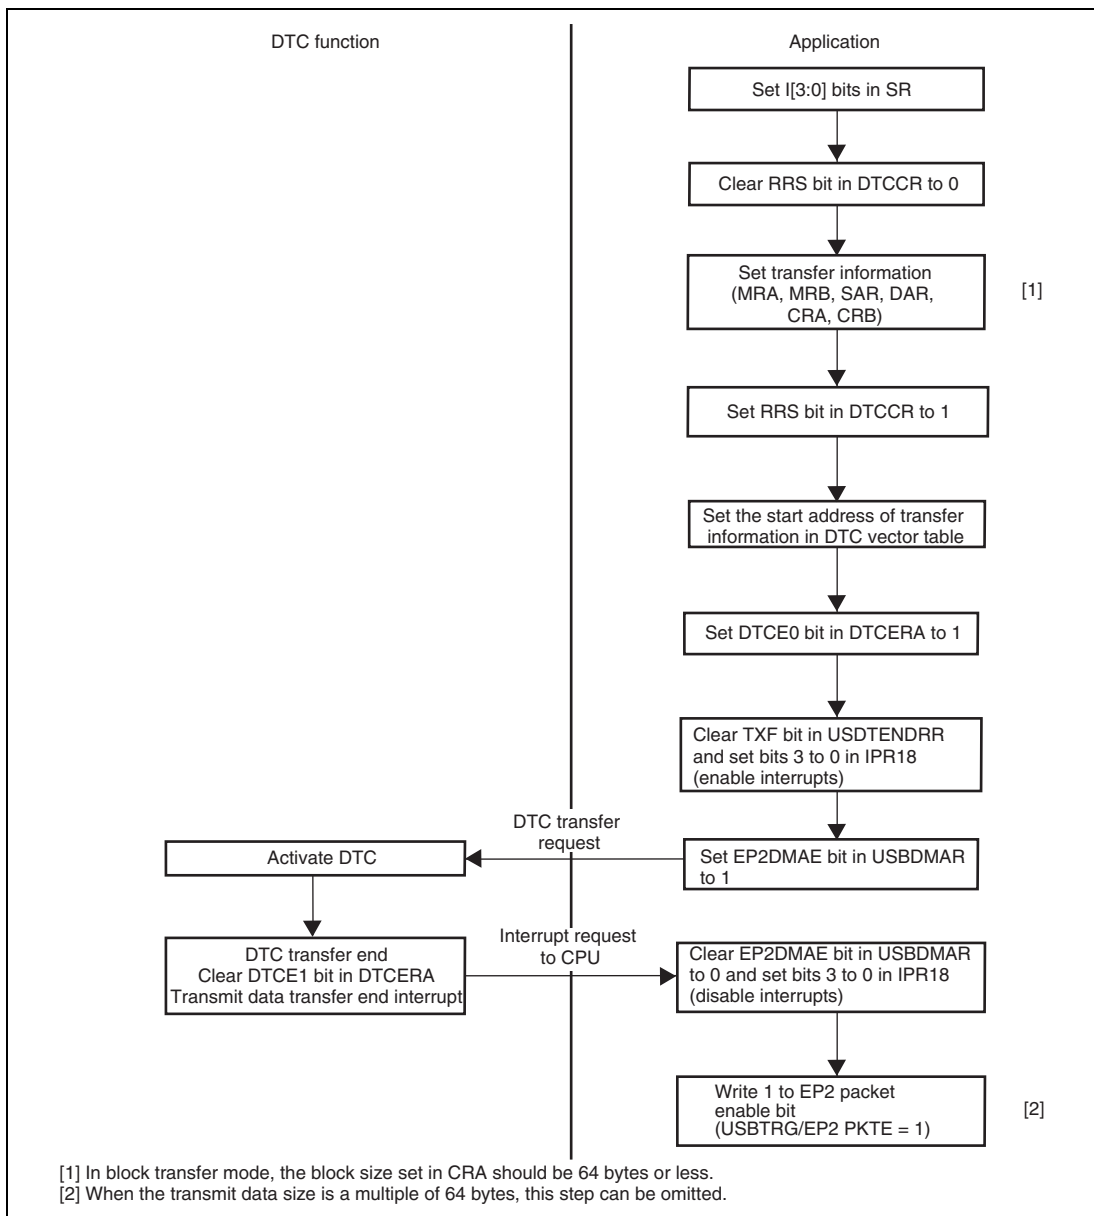 DTC function
Application
Set I[3:0] bits in SR
Clear RRS bit in DTCCR to 0
Set transfer information
(MRA, MRB, SAR, DAR,
CRA, CRB)
[1]
Set RRS bit in DTCCR to 1
Set the start address of transfer
information in DTC vector table
Set DTCE0 bit in DTCERA to 1
Clear TXF bit in USDTENDRR
and set bits 3 to 0 in IPR18
(enable interrupts)
DTC transfer
request
Activate DTC
Set EP2DMAE bit in USBDMAR
to 1
DTC transfer end
Clear DTCE1 bit in DTCERA
Transmit data transfer end interrupt
Interrupt request
to CPU
Clear EP2DMAE bit in USBDMAR
to 0 and set bits 3 to 0 in IPR18
(disable interrupts)
Write 1 to EP2 packet
enable bit
(USBTRG/EP2 PKTE = 1)
[2]
[1] In block transfer mode, the block size set in CRA should be 64 bytes or less.
[2] When the transmit data size is a multiple of 64 bytes, this step can be omitted.